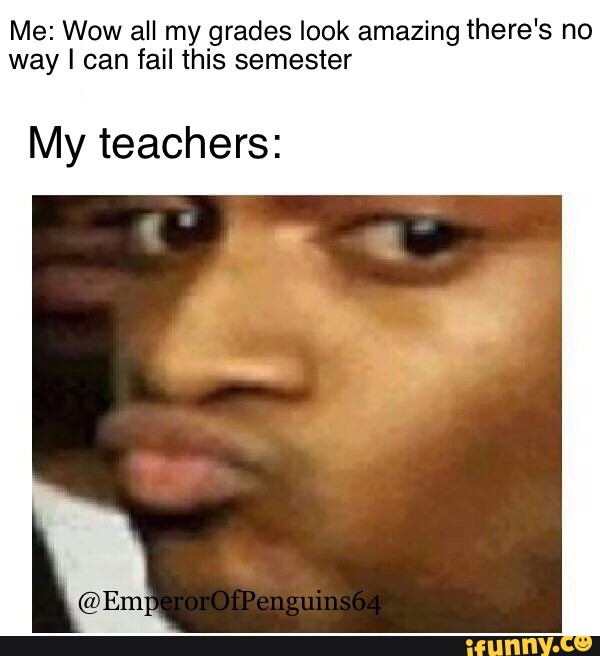 Me: Wow all my grades look amazing there's no
way I can fail this semester
My teachers:
@EmperorOfPenguins64
ifunny.co